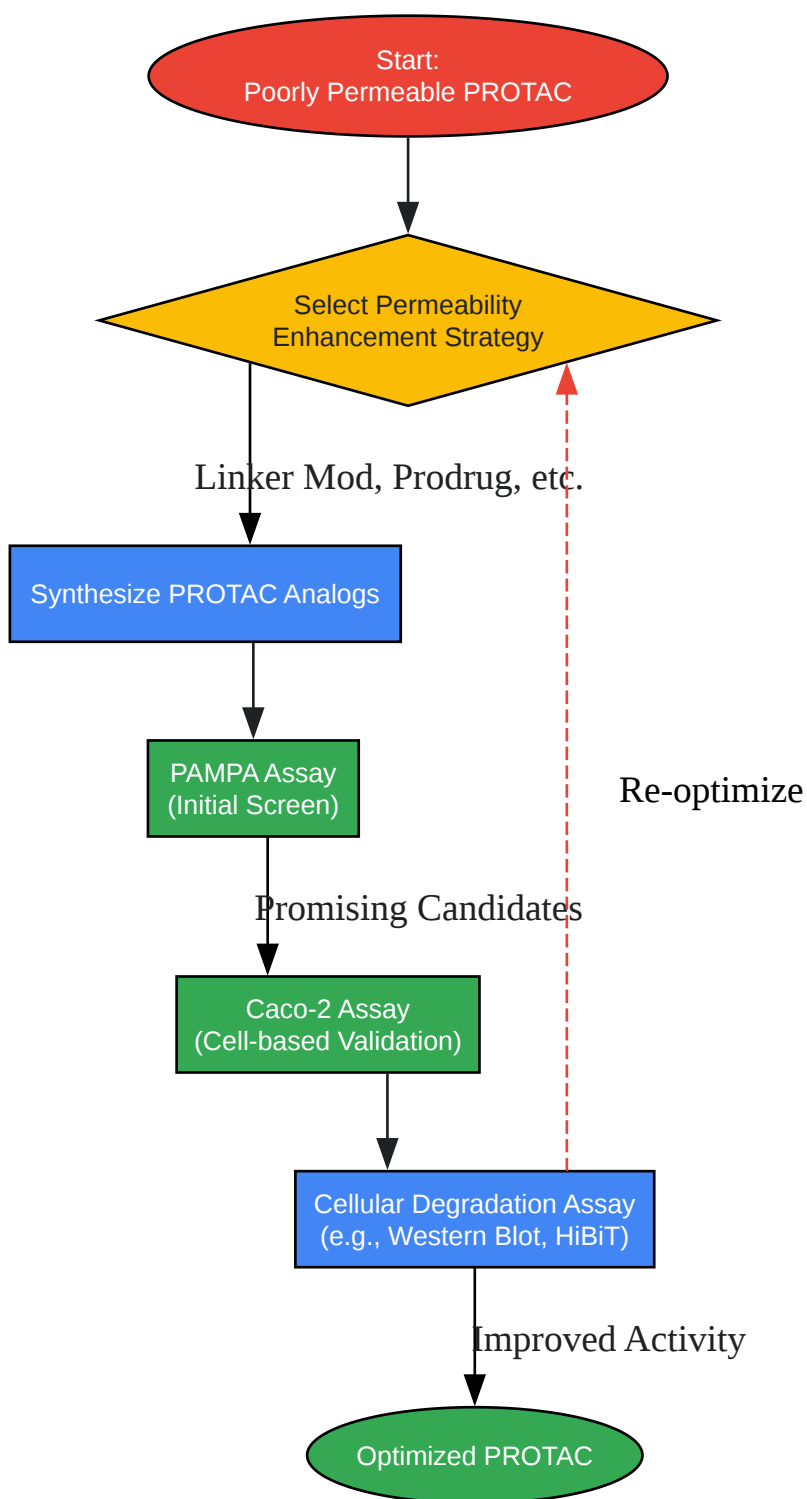 Start:
Poorly Permeable PROTAC
Select Permeability
Enhancement Strategy
Linker Mod, Prodrug, etc.
Synthesize PROTAC Analogs
PAMPA Assay
(Initial Screen)
Re-optimize
Promising Candidates
Caco-2 Assay
(Cell-based Validation)
Cellular Degradation Assay
(e.g., Western Blot, HiBiT)
Improved Activity
Optimized PROTAC